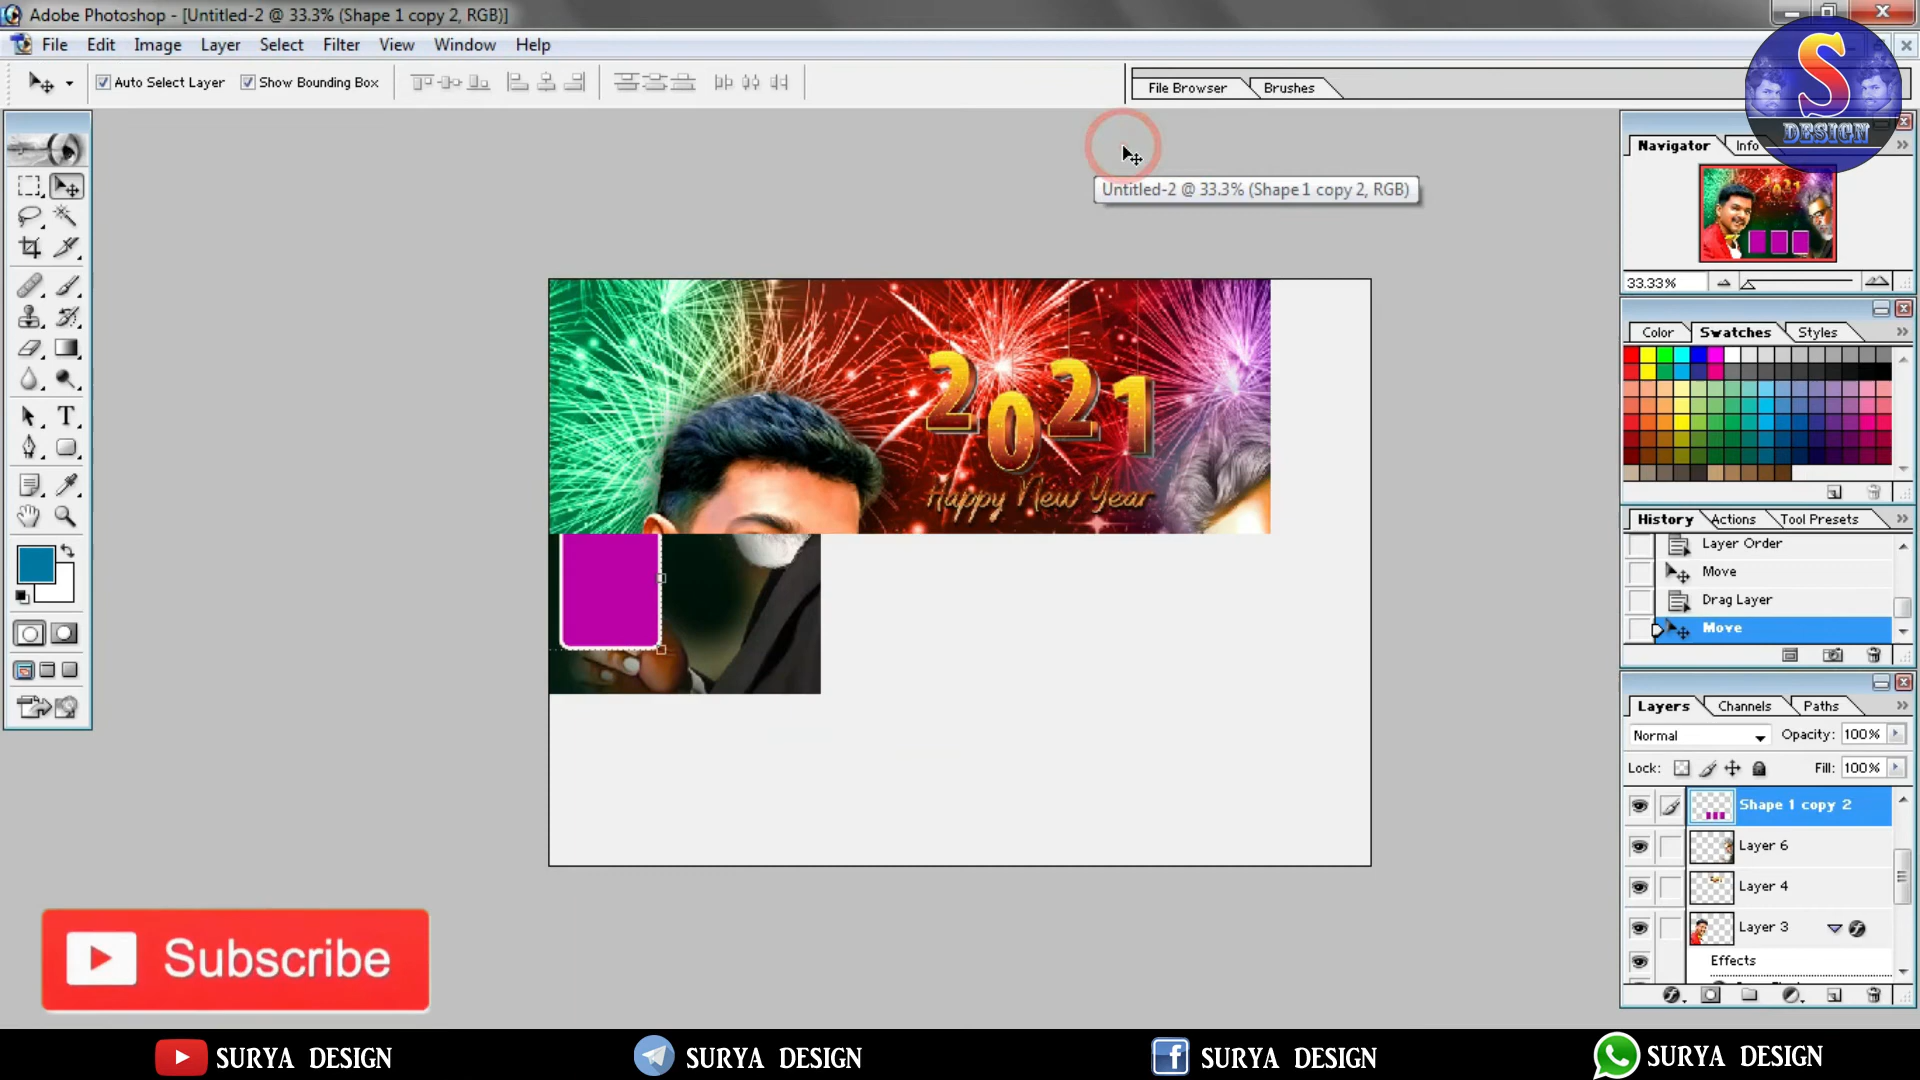 Adobe Photoshop - [Untitled-2 @ 33.3% (Shape 1 copy 2, RGB)]
File Edit Image Layer Select Filter View Window Help
Auto Select Layer Show Bounding Box
File Browser Brushes
S
DESIGN
Navigator Info
Untitled-2 @ 33.3% (Shape 1 copy 2, RGB)
33.33%
Color Swatches Styles
2021
Happy New Year
T
History Actions Tool Presets
Layer Order
Move
Drag Layer
Move
Layers Channels Paths
Normal Opacity: 100%
Lock: Fill: 100%
Shape 1 copy 2
Layer 6
Layer 4
Layer 3
Effects
Subscribe
SURYA DESIGN SURYA DESIGN SURYA DESIGN SURYA DESIGN